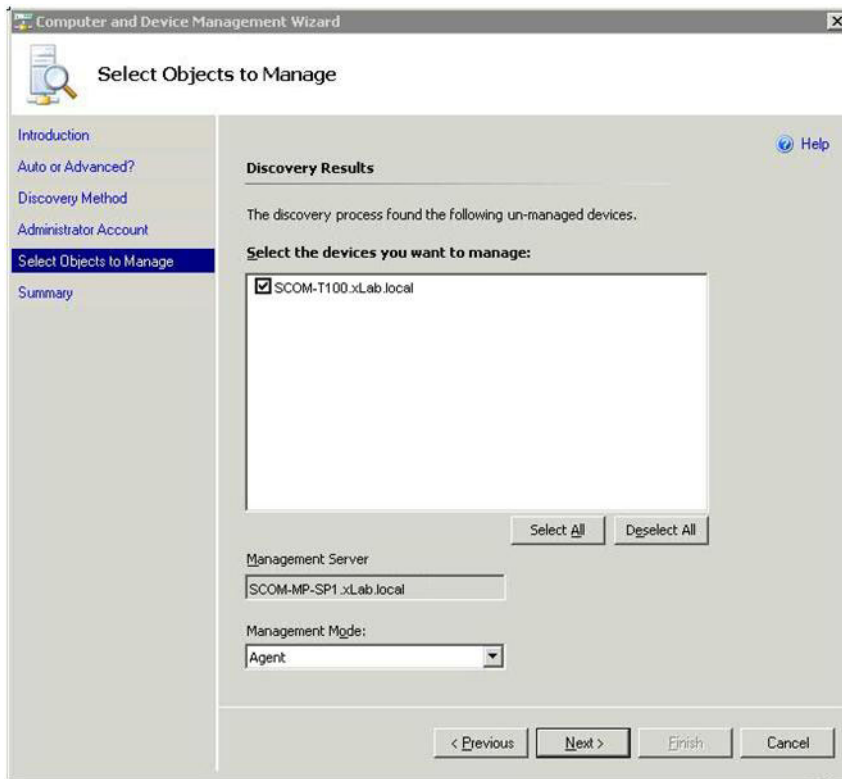 Computer and Device Management Wizard
Select Objects to Manage
Introduction
Auto or Advanced?
Discovery Method
Administrator Account
Select Objects to Manage
Summary
Help
Discovery Results
The discovery process found the following un-managed devices.
Select the devices you want to manage:
SCOM-T100.xLab.local
Select All
Deselect All
Management Server
SCOM-MP-SP1.xLab.local
Management Mode:
Agent
< Previous
Next >
Finish
Cancel